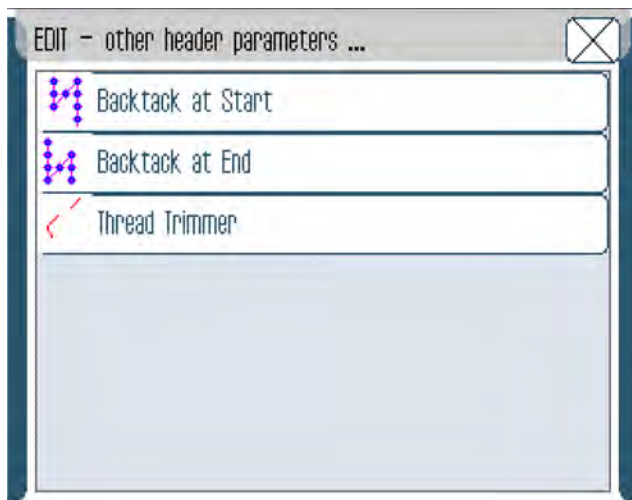 EDIT - other header parameters ...
Backtack at Start
Backtack at End
Thread Trimmer